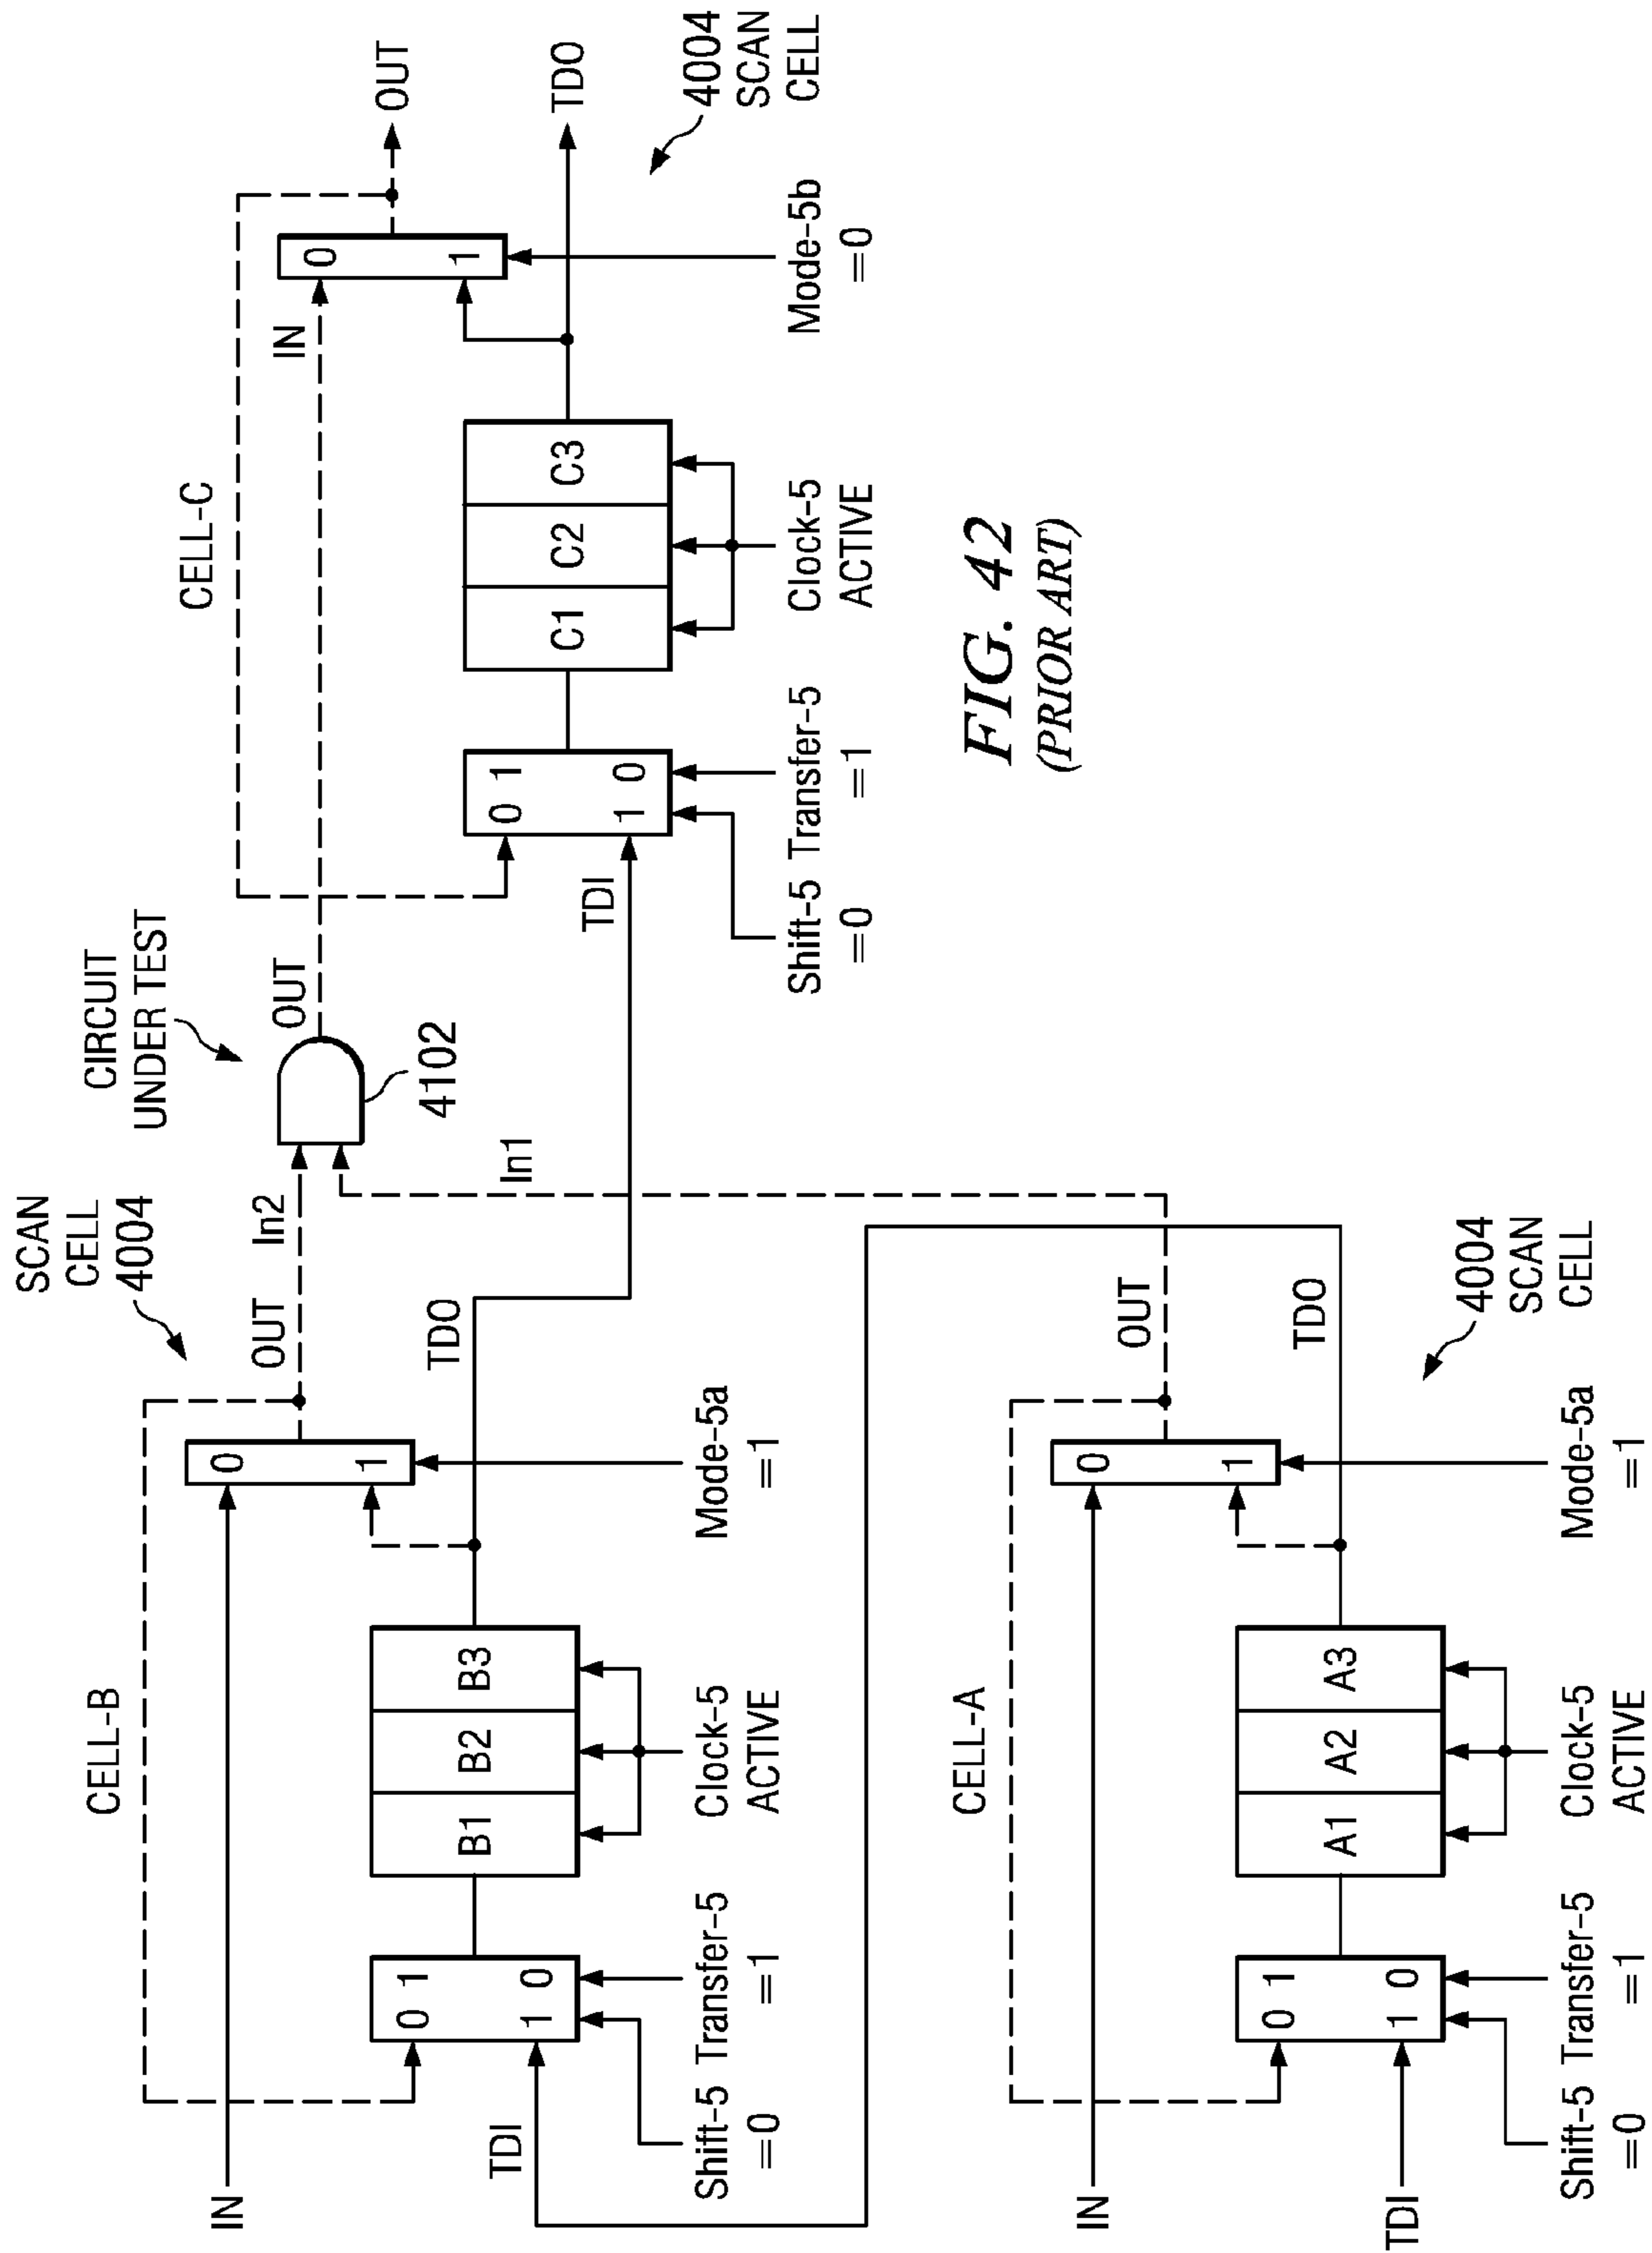 SCAN
CELL
4004
CELL-B
IN
OUT
In2
0
1
0 1
1 0
B1
B2
B3
TDI
TDO
Shift-5
=0
Transfer-5
=1
Clock-5
ACTIVE
Mode-5a
=1
CIRCUIT
UNDER TEST
OUT
4102
In1
CELL-C
IN
0
1
OUT
0 1
1 0
C1
C2
C3
TDI
TDO
4004
SCAN
CELL
Shift-5
=0
Transfer-5
=1
Clock-5
ACTIVE
Mode-5b
=0
CELL-A
IN
0
1
OUT
0 1
1 0
A1
A2
A3
TDI
TDO
4004
SCAN
CELL
Shift-5
=0
Transfer-5
=1
Clock-5
ACTIVE
Mode-5a
=1
FIG. 42
(PRIOR ART)